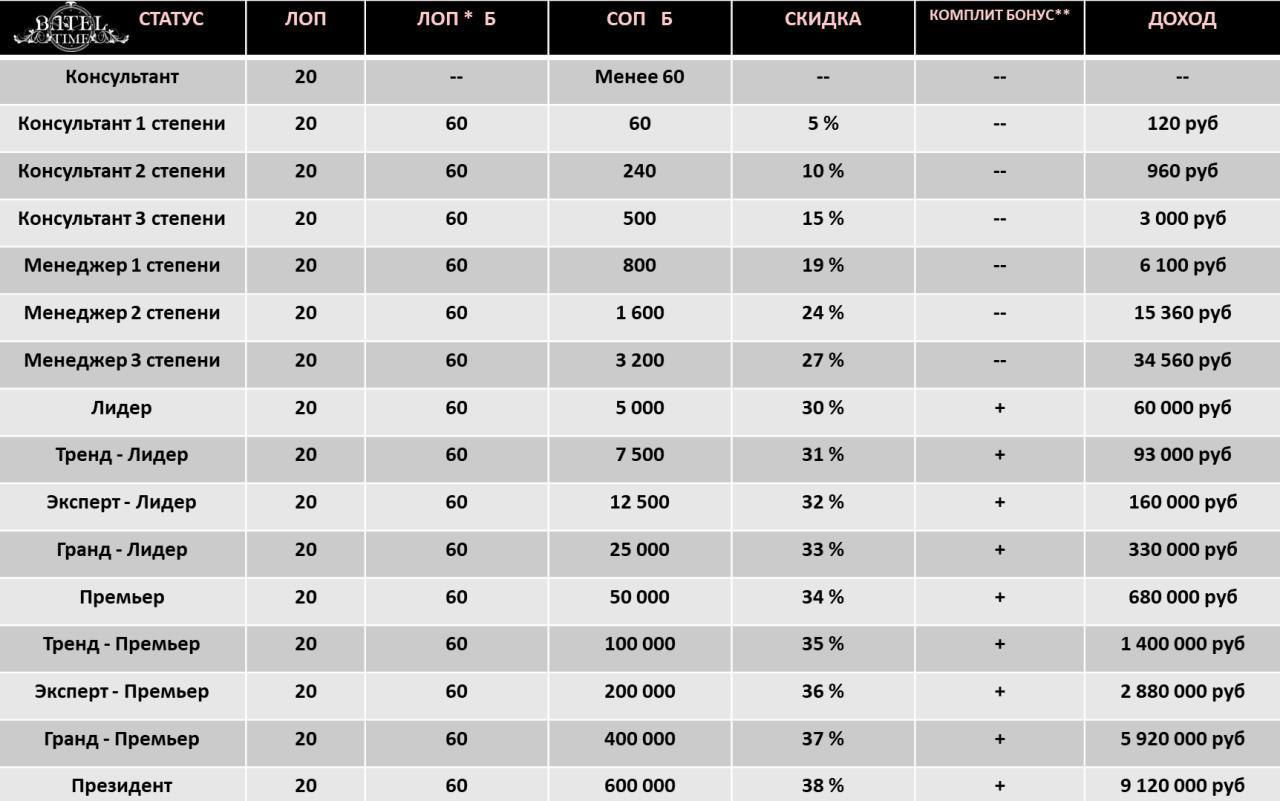 BATEL
TIME
СТАТУС ЛОП ЛОП * Б СОП Б СКИДКА КОМПЛИТ БОНУС** ДОХОД
Консультант 20 -- Менее 60 -- -- --
Консультант 1 степени 20 60 60 5 % -- 120 руб
Консультант 2 степени 20 60 240 10 % -- 960 руб
Консультант 3 степени 20 60 500 15 % -- 3 000 руб
Менеджер 1 степени 20 60 800 19 % -- 6 100 руб
Менеджер 2 степени 20 60 1 600 24 % -- 15 360 руб
Менеджер 3 степени 20 60 3 200 27 % -- 34 560 руб
Лидер 20 60 5 000 30 % + 60 000 руб
Тренд - Лидер 20 60 7 500 31 % + 93 000 руб
Эксперт - Лидер 20 60 12 500 32 % + 160 000 руб
Гранд - Лидер 20 60 25 000 33 % + 330 000 руб
Премьер 20 60 50 000 34 % + 680 000 руб
Тренд - Премьер 20 60 100 000 35 % + 1 400 000 руб
Эксперт - Премьер 20 60 200 000 36 % + 2 880 000 руб
Гранд - Премьер 20 60 400 000 37 % + 5 920 000 руб
Президент 20 60 600 000 38 % + 9 120 000 руб